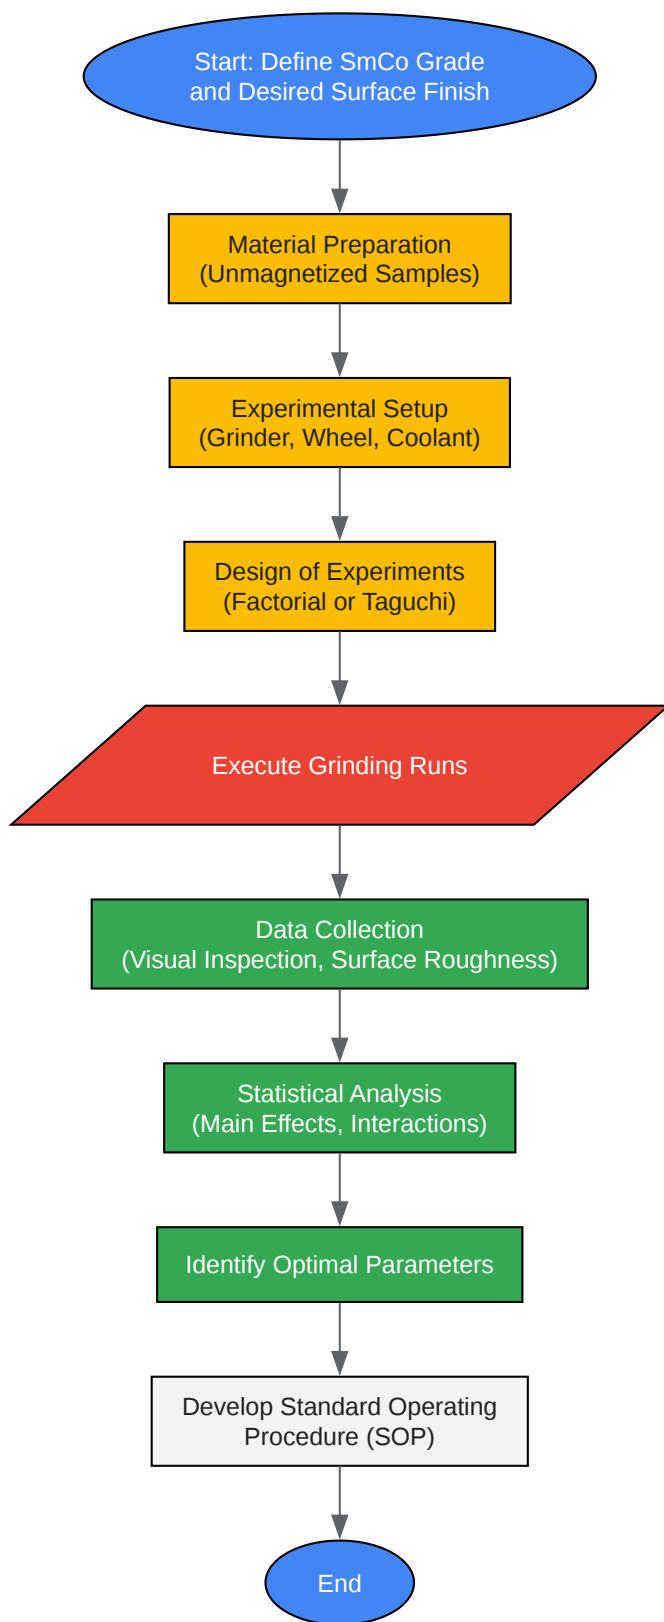 Start: Define SmCo Grade
and Desired Surface Finish
Material Preparation
(Unmagnetized Samples)
Experimental Setup
(Grinder, Wheel, Coolant)
Design of Experiments
(Factorial or Taguchi)
Execute Grinding Runs
Data Collection
(Visual Inspection, Surface Roughness)
Statistical Analysis
(Main Effects, Interactions)
Identify Optimal Parameters
Develop Standard Operating
Procedure (SOP)
End